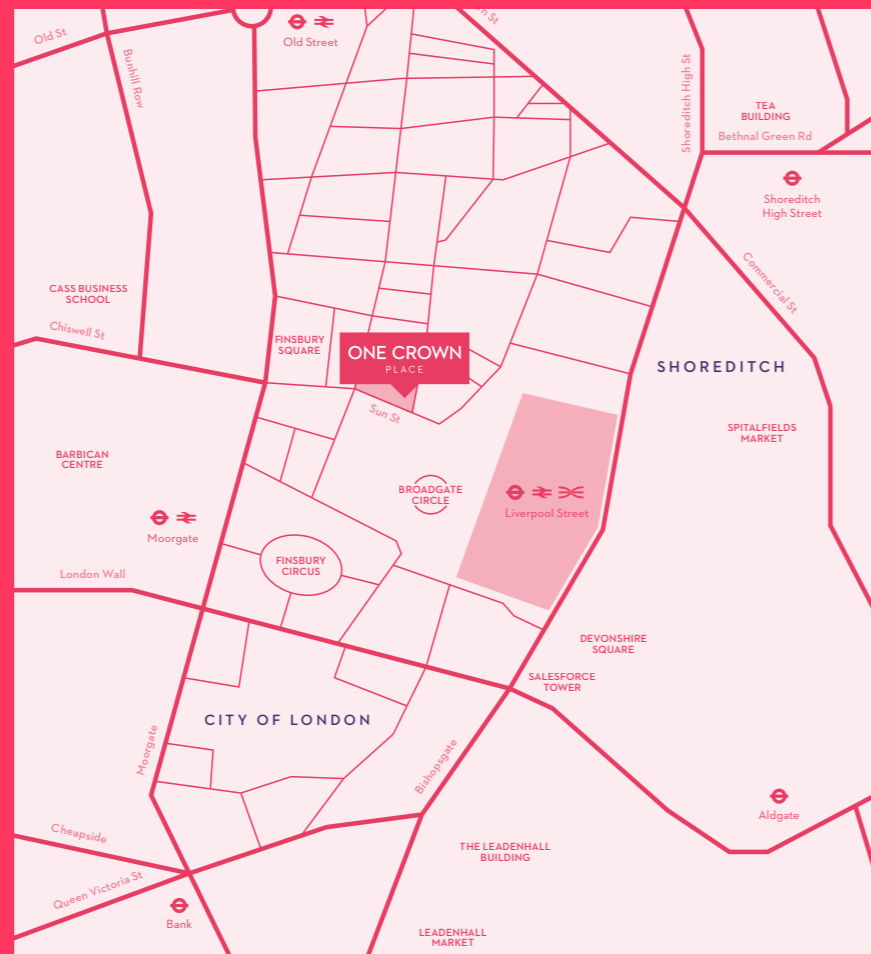 Old St
Bunhill Row
Old Street
Shoreditch High St
TEA
BUILDING
Bethnal Green Rd
Shoreditch
High Street
Commercial St
CASS BUSINESS
SCHOOL
Chiswell St
FINSBURY
SQUARE
ONE CROWN
PLACE
Sun St
SHOREDITCH
SPITALFIELDS
MARKET
BARBICAN
CENTRE
BROADGATE
CIRCLE
Liverpool Street
Moorgate
London Wall
FINSBURY
CIRCUS
DEVONSHIRE
SQUARE
SALESFORCE
TOWER
CITY OF LONDON
Moorgate
Bishopsgate
Aldgate
Cheapside
THE LEADENHALL
BUILDING
Queen Victoria St
Bank
LEADENHALL
MARKET